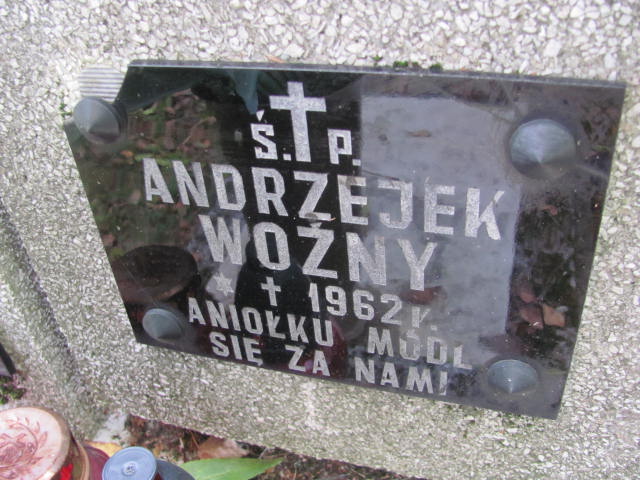 Ś. † P.
ANDRZEJEK
WOŹNY
* † 1962 r.
ANIOŁKU MÓDL
SIĘ ZA NAMI